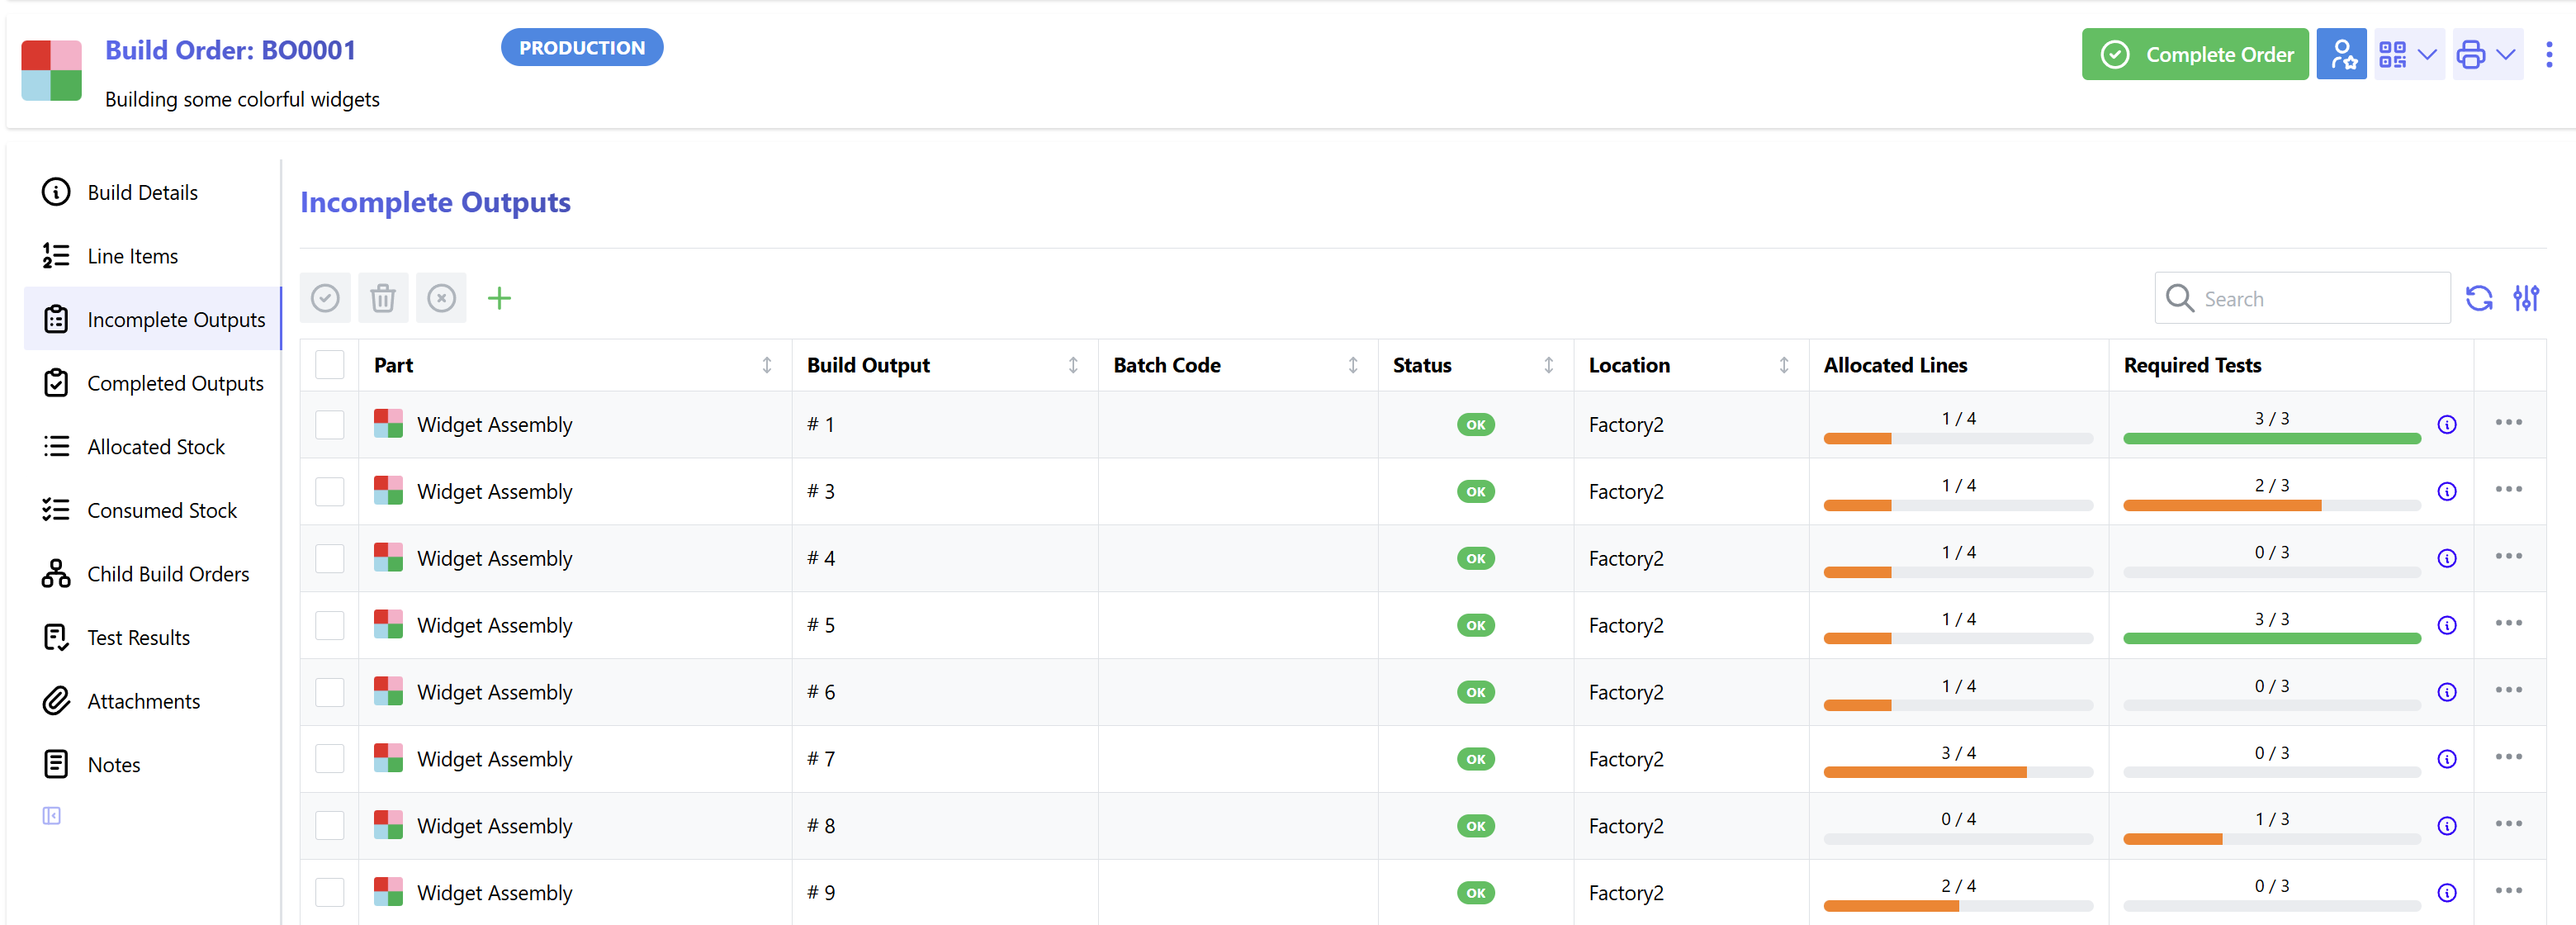 Build Order: BO0001
PRODUCTION
Complete Order
Building some colorful widgets
Build Details
Line Items
Incomplete Outputs
Completed Outputs
Allocated Stock
Consumed Stock
Child Build Orders
Test Results
Attachments
Notes
Incomplete Outputs
Search
Part Build Output Batch Code Status Location Allocated Lines Required Tests
Widget Assembly # 1 OK Factory2 1 / 4 3 / 3
Widget Assembly # 3 OK Factory2 1 / 4 2 / 3
Widget Assembly # 4 OK Factory2 1 / 4 0 / 3
Widget Assembly # 5 OK Factory2 1 / 4 3 / 3
Widget Assembly # 6 OK Factory2 1 / 4 0 / 3
Widget Assembly # 7 OK Factory2 3 / 4 0 / 3
Widget Assembly # 8 OK Factory2 0 / 4 1 / 3
Widget Assembly # 9 OK Factory2 2 / 4 0 / 3